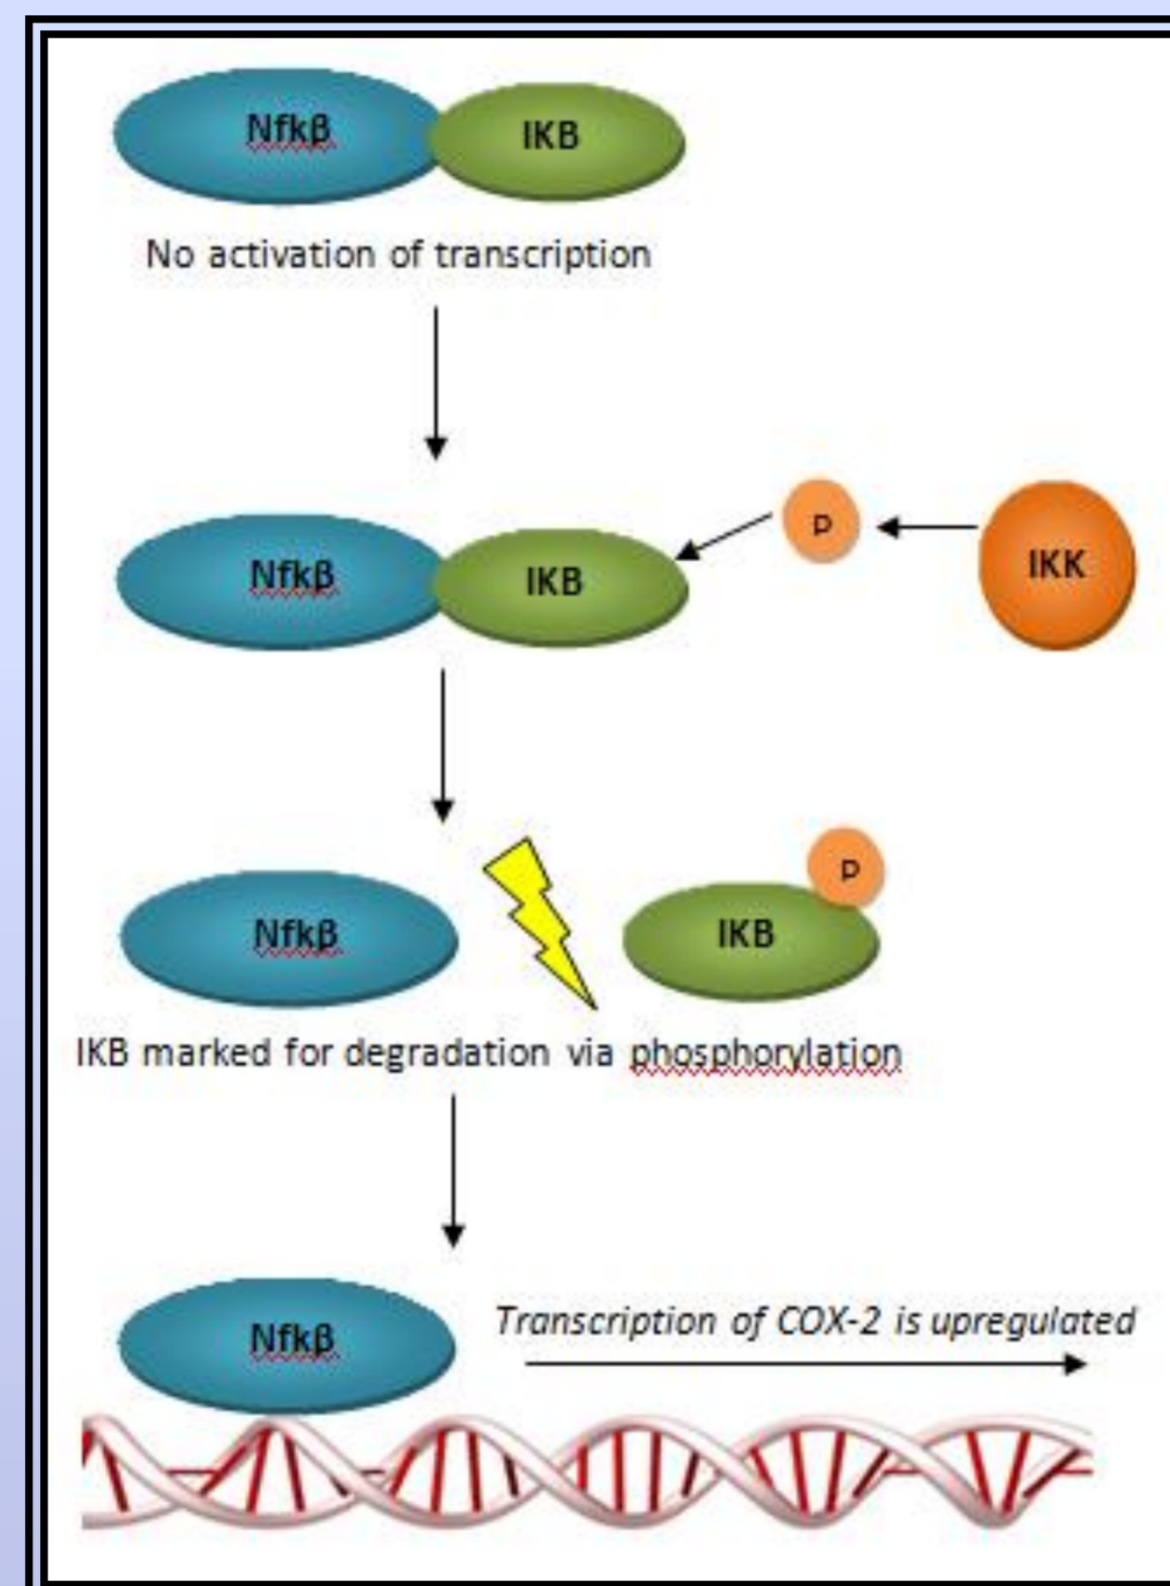 Nfkβ IKB
No activation of transcription
P
Nfkβ IKB IKK
P
Nfkβ IKB
IKB marked for degradation via phosphorylation
Transcription of COX-2 is upregulated
Nfkβ